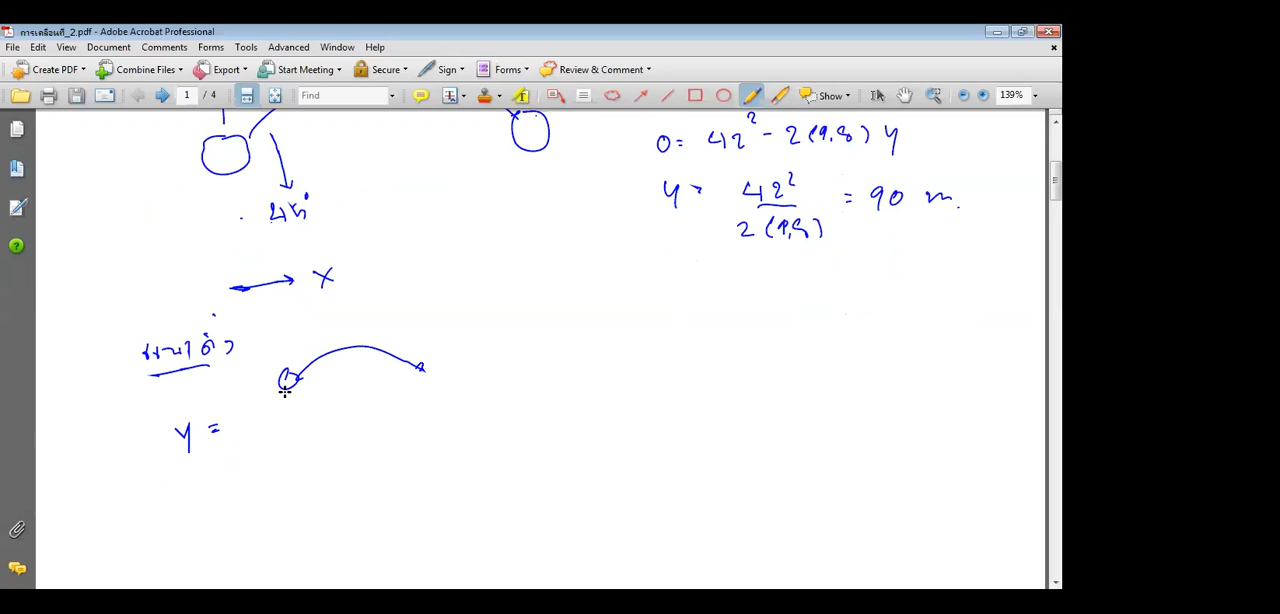 การเคลื่อนที่_2.pdf - Adobe Acrobat Professional
File Edit View Document Comments Forms Tools Advanced Window Help
Create PDF Combine Files Export Start Meeting Secure Sign Forms Review & Comment
1 / 4 Find Show 139%
0 = 42² - 2(9.8) y
y = 42² / 2(9.8) = 90 m.
45°
X
y =